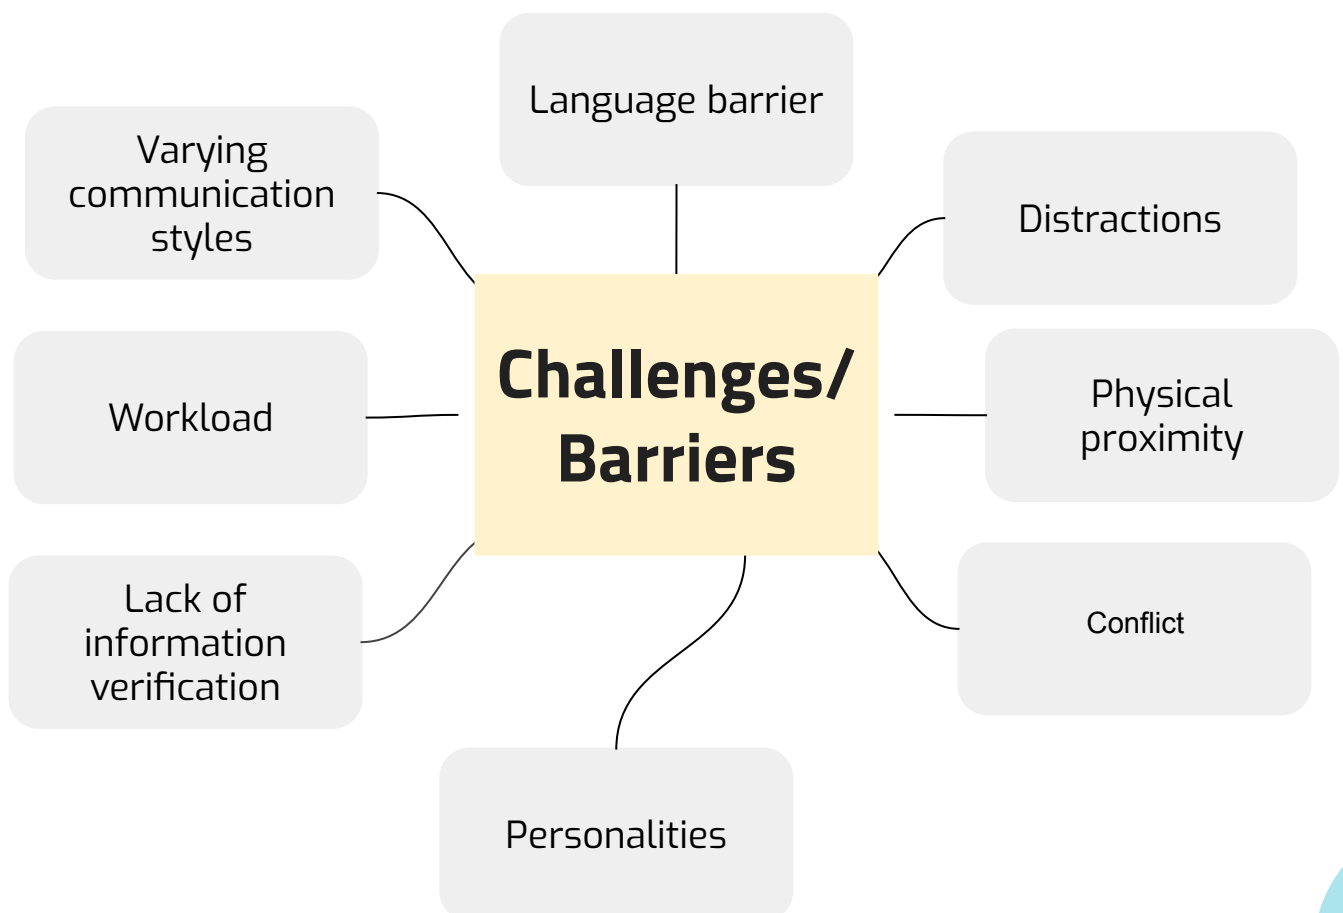 Language barrier
Varying
communication
styles
Distractions
Challenges/
Barriers
Physical
proximity
Workload
Lack of
information
verification
Conflict
Personalities